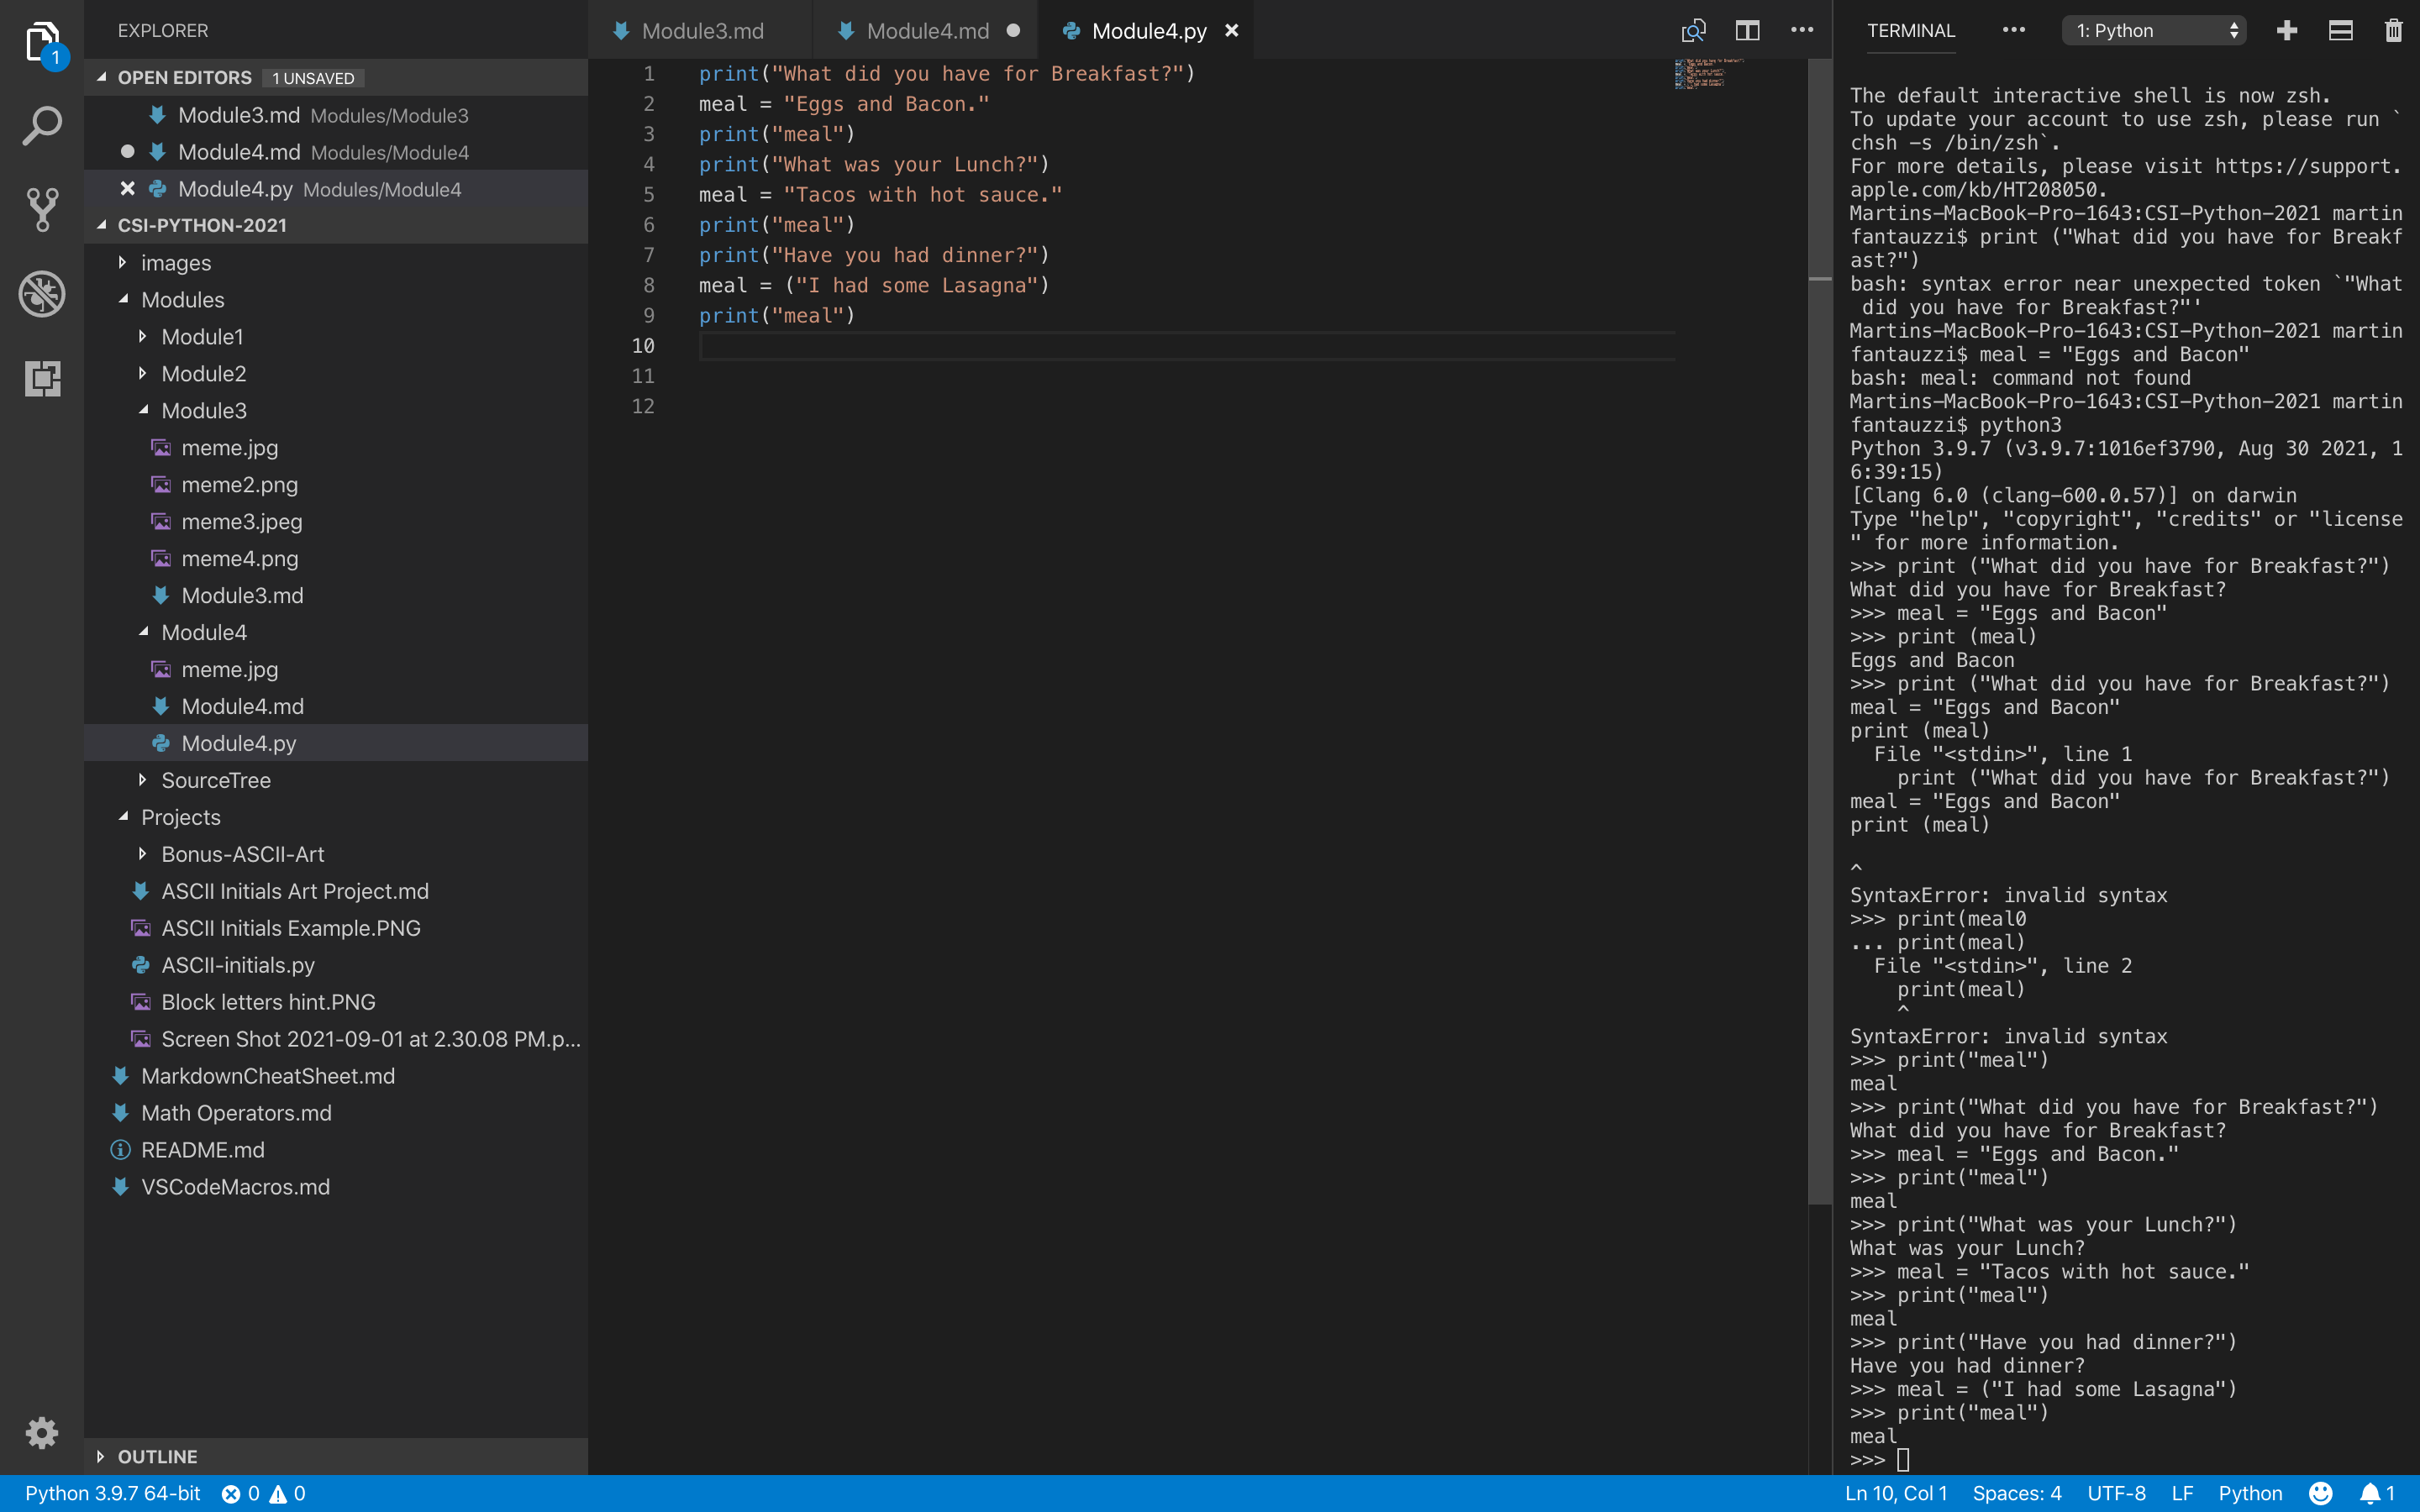 EXPLORER
OPEN EDITORS 1 UNSAVED
Module3.md Modules/Module3
Module4.md Modules/Module4
Module4.py Modules/Module4
CSI-PYTHON-2021
images
Modules
Module1
Module2
Module3
meme.jpg
meme2.png
meme3.jpeg
meme4.png
Module3.md
Module4
meme.jpg
Module4.md
Module4.py
SourceTree
Projects
Bonus-ASCII-Art
ASCII Initials Art Project.md
ASCII Initials Example.PNG
ASCII-initials.py
Block letters hint.PNG
Screen Shot 2021-09-01 at 2.30.08 PM.p...
MarkdownCheatSheet.md
Math Operators.md
README.md
VSCodeMacros.md
OUTLINE
1
Module3.md Module4.md Module4.py
1 print("What did you have for Breakfast?")
2 meal = "Eggs and Bacon."
3 print("meal")
4 print("What was your Lunch?")
5 meal = "Tacos with hot sauce."
6 print("meal")
7 print("Have you had dinner?")
8 meal = ("I had some Lasagna")
9 print("meal")
10
11
12
TERMINAL 1: Python
The default interactive shell is now zsh.
To update your account to use zsh, please run `
chsh -s /bin/zsh`.
For more details, please visit https://support.
apple.com/kb/HT208050.
Martins-MacBook-Pro-1643:CSI-Python-2021 martin
fantauzzi$ print ("What did you have for Breakf
ast?")
bash: syntax error near unexpected token `"What
 did you have for Breakfast?"'
Martins-MacBook-Pro-1643:CSI-Python-2021 martin
fantauzzi$ meal = "Eggs and Bacon"
bash: meal: command not found
Martins-MacBook-Pro-1643:CSI-Python-2021 martin
fantauzzi$ python3
Python 3.9.7 (v3.9.7:1016ef3790, Aug 30 2021, 1
6:39:15)
[Clang 6.0 (clang-600.0.57)] on darwin
Type "help", "copyright", "credits" or "license
" for more information.
>>> print ("What did you have for Breakfast?")
What did you have for Breakfast?
>>> meal = "Eggs and Bacon"
>>> print (meal)
Eggs and Bacon
>>> print ("What did you have for Breakfast?")
meal = "Eggs and Bacon"
print (meal)
  File "<stdin>", line 1
    print ("What did you have for Breakfast?")
meal = "Eggs and Bacon"
print (meal)
^
SyntaxError: invalid syntax
>>> print(meal0
... print(meal)
  File "<stdin>", line 2
    print(meal)
    ^
SyntaxError: invalid syntax
>>> print("meal")
meal
>>> print("What did you have for Breakfast?")
What did you have for Breakfast?
>>> meal = "Eggs and Bacon."
>>> print("meal")
meal
>>> print("What was your Lunch?")
What was your Lunch?
>>> meal = "Tacos with hot sauce."
>>> print("meal")
meal
>>> print("Have you had dinner?")
Have you had dinner?
>>> meal = ("I had some Lasagna")
>>> print("meal")
meal
>>>
Python 3.9.7 64-bit 0 0 Ln 10, Col 1 Spaces: 4 UTF-8 LF Python 1